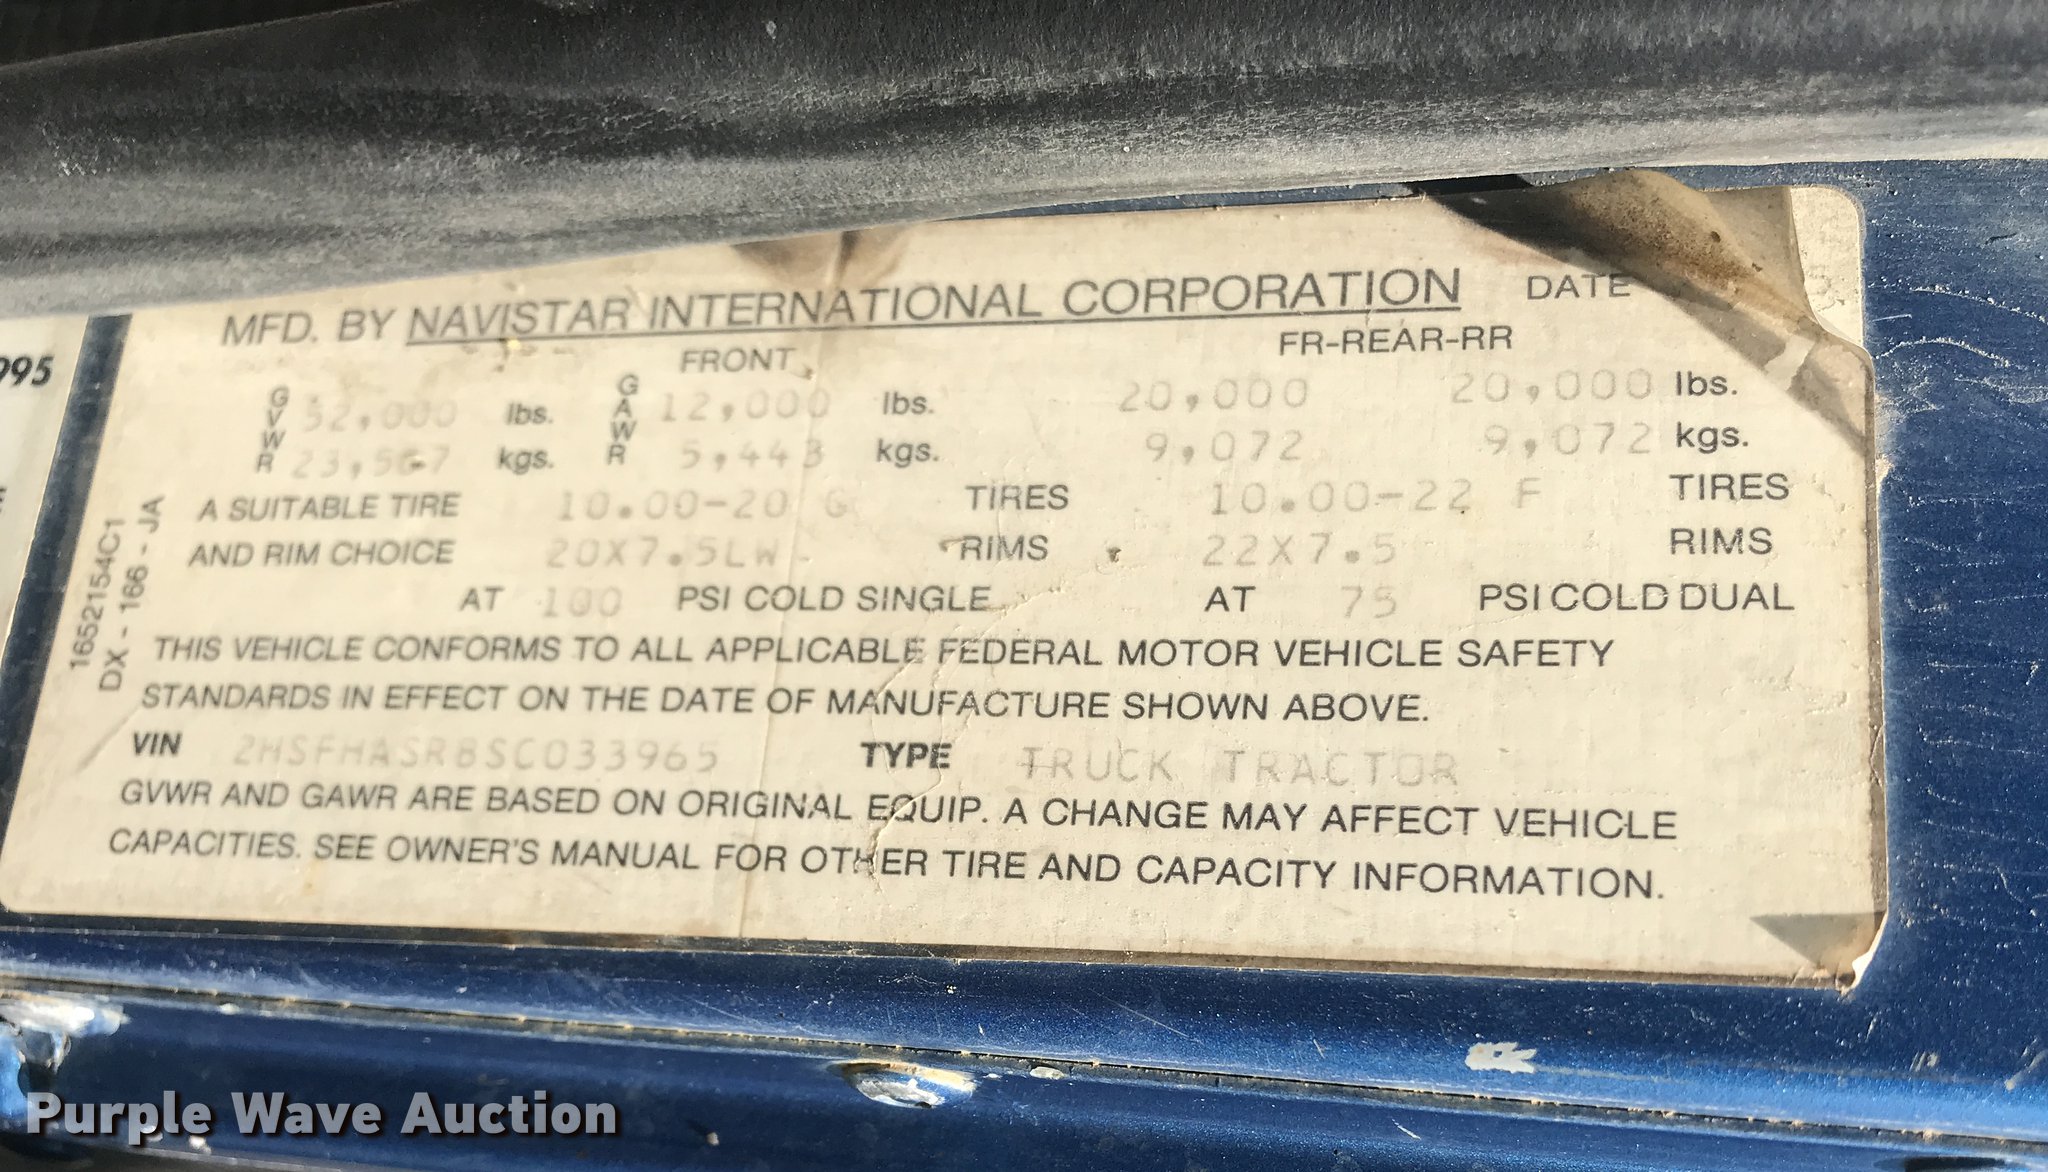 995
MFD. BY NAVISTAR INTERNATIONAL CORPORATION DATE
FRONT FR-REAR-RR
GVWR 52,000 lbs. GAWR 12,000 lbs. 20,000 20,000 lbs.
23,587 kgs. 5,443 kgs. 9,072 9,072 kgs.
A SUITABLE TIRE 10.00-20 G TIRES 10.00-22 F TIRES
AND RIM CHOICE 20X7.5LW RIMS 22X7.5 RIMS
AT 100 PSI COLD SINGLE AT 75 PSI COLD DUAL
THIS VEHICLE CONFORMS TO ALL APPLICABLE FEDERAL MOTOR VEHICLE SAFETY
STANDARDS IN EFFECT ON THE DATE OF MANUFACTURE SHOWN ABOVE.
VIN 2HSFHASR8SC033965 TYPE TRUCK TRACTOR
GVWR AND GAWR ARE BASED ON ORIGINAL EQUIP. A CHANGE MAY AFFECT VEHICLE
CAPACITIES. SEE OWNER'S MANUAL FOR OTHER TIRE AND CAPACITY INFORMATION.
1652154C1
DX - 166 - JA
Purple Wave Auction